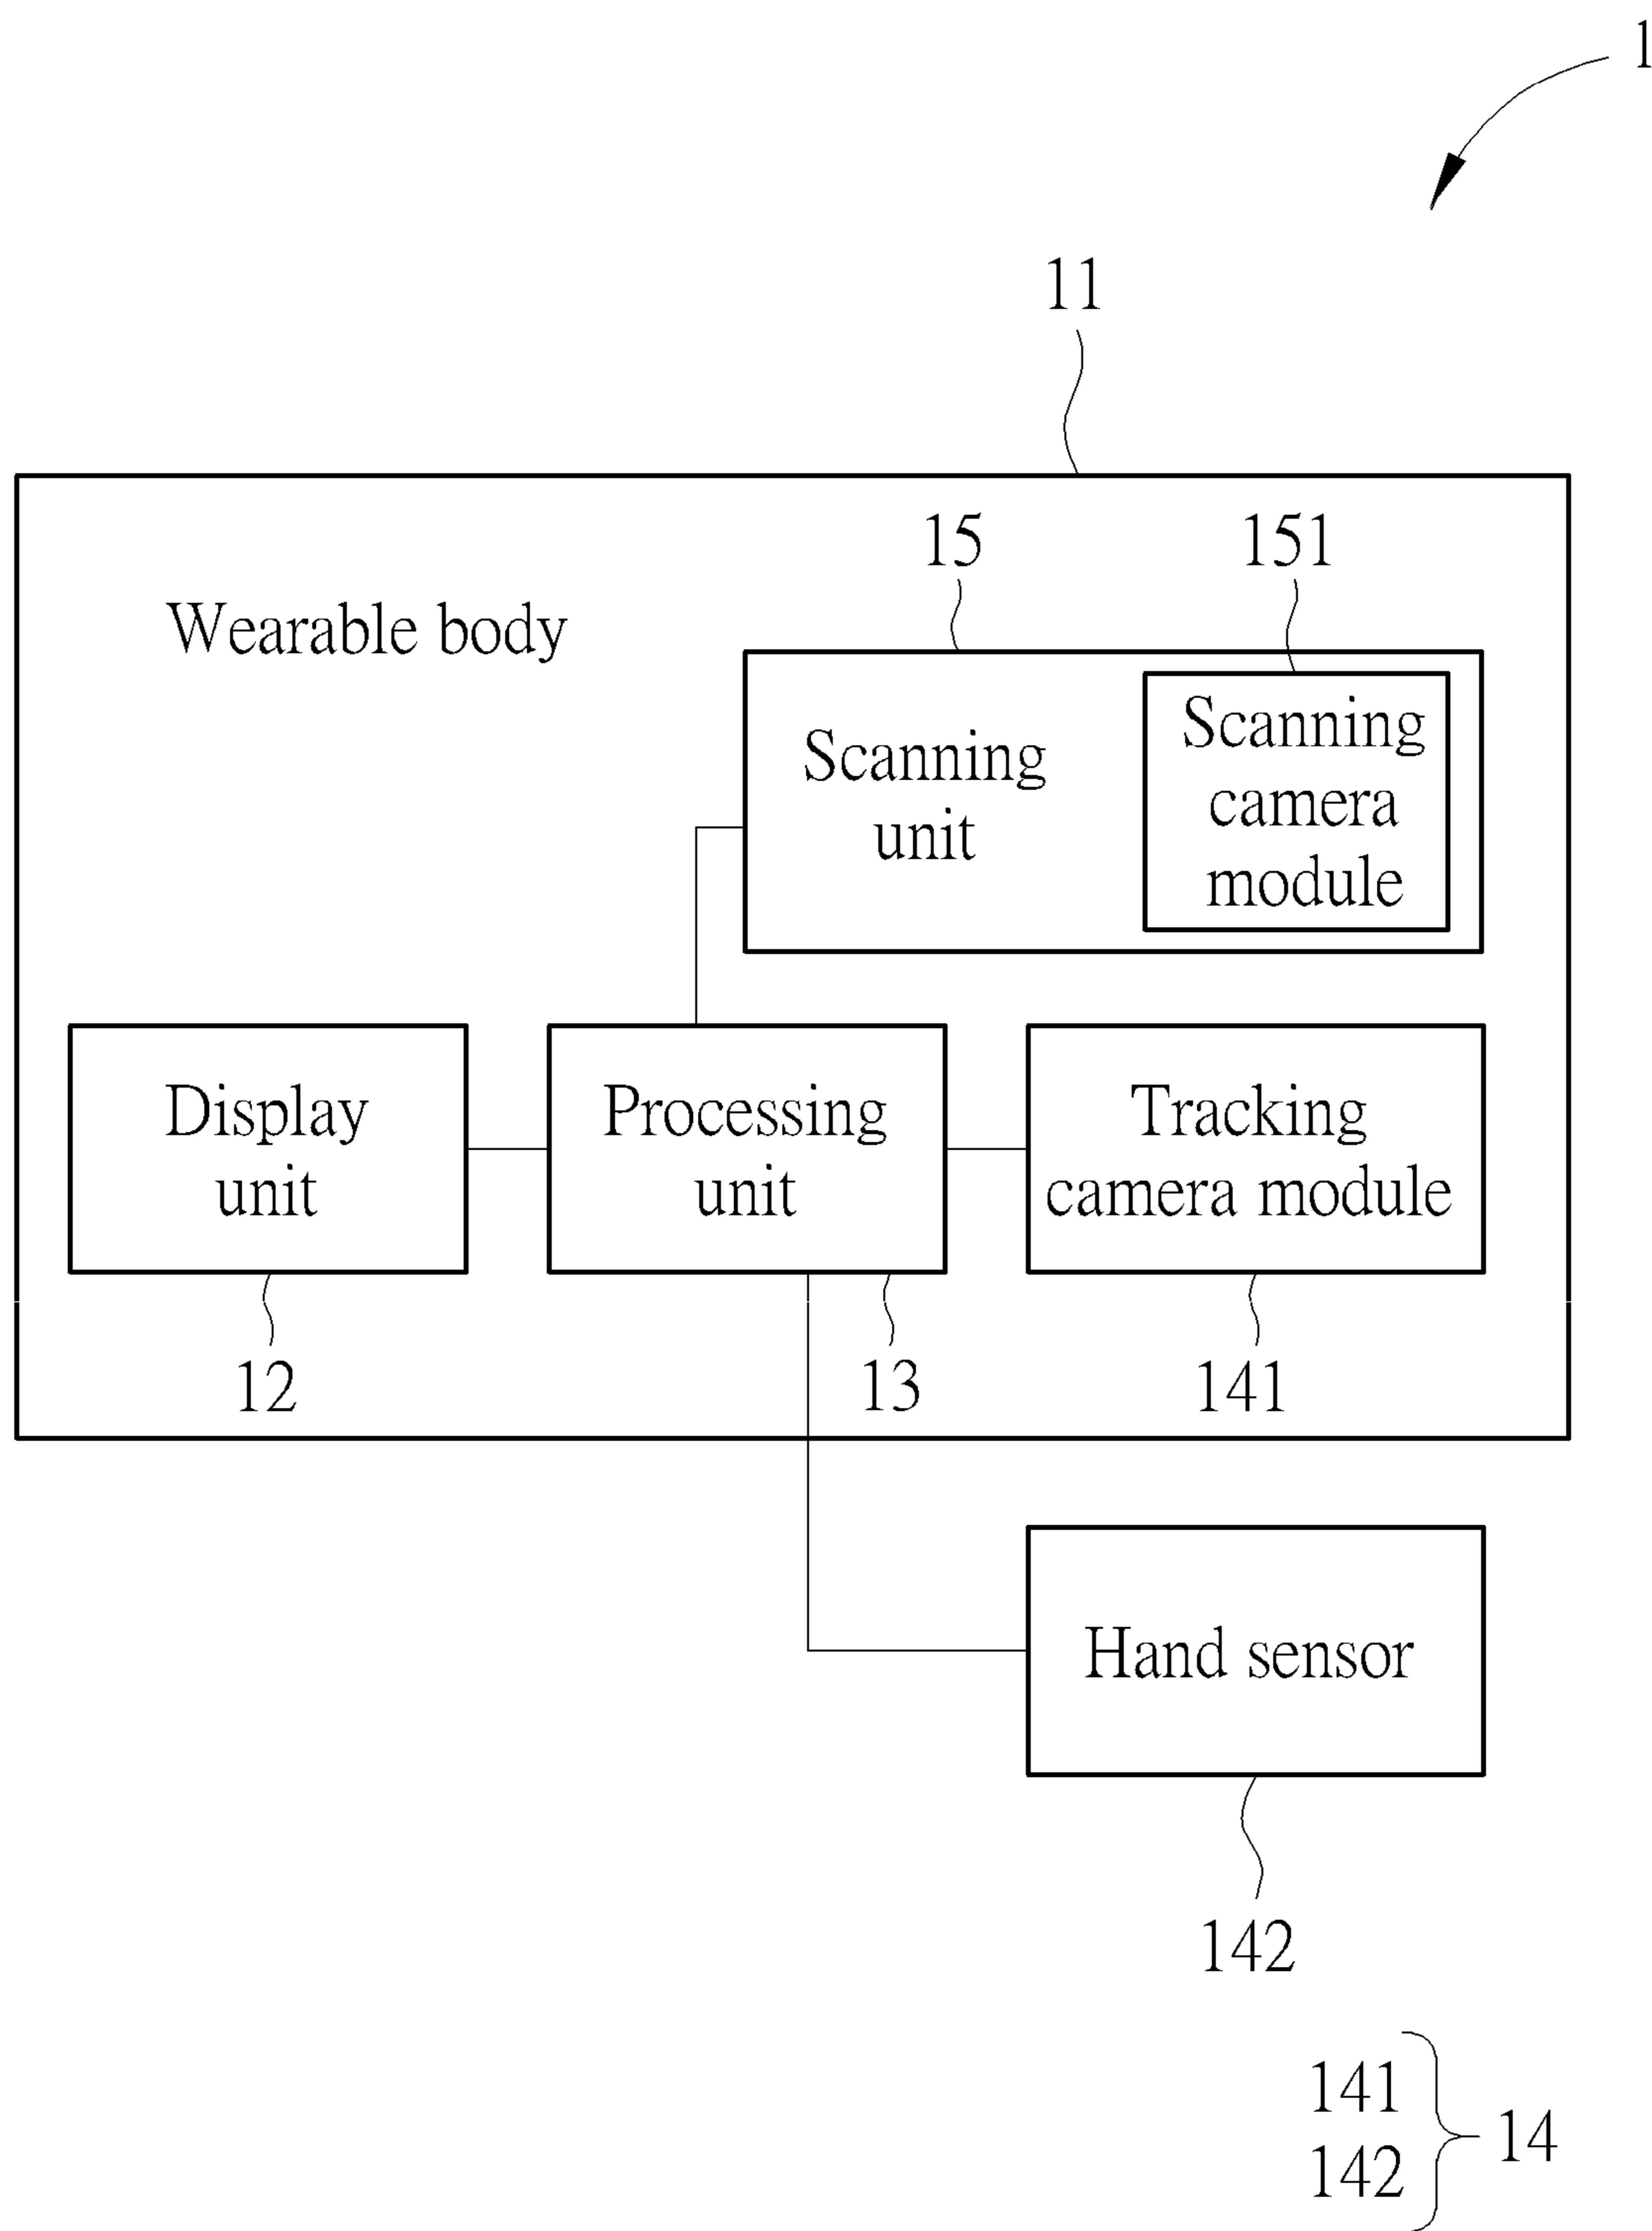 1
11
15 151
Wearable body
Scanning
unit
Scanning
camera
module
Display
unit
Processing
unit
Tracking
camera module
12 13 141
Hand sensor
142
141
142
14